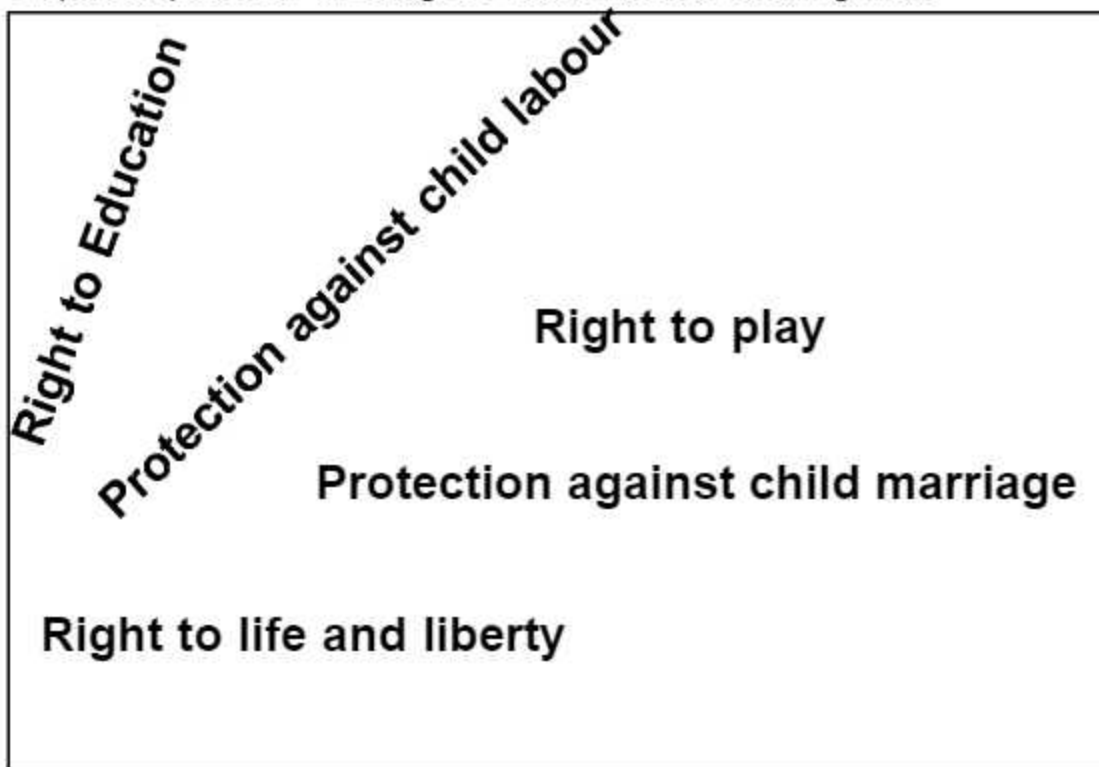 Right to Education
Protection against child labour
Right to play
Protection against child marriage
Right to life and liberty